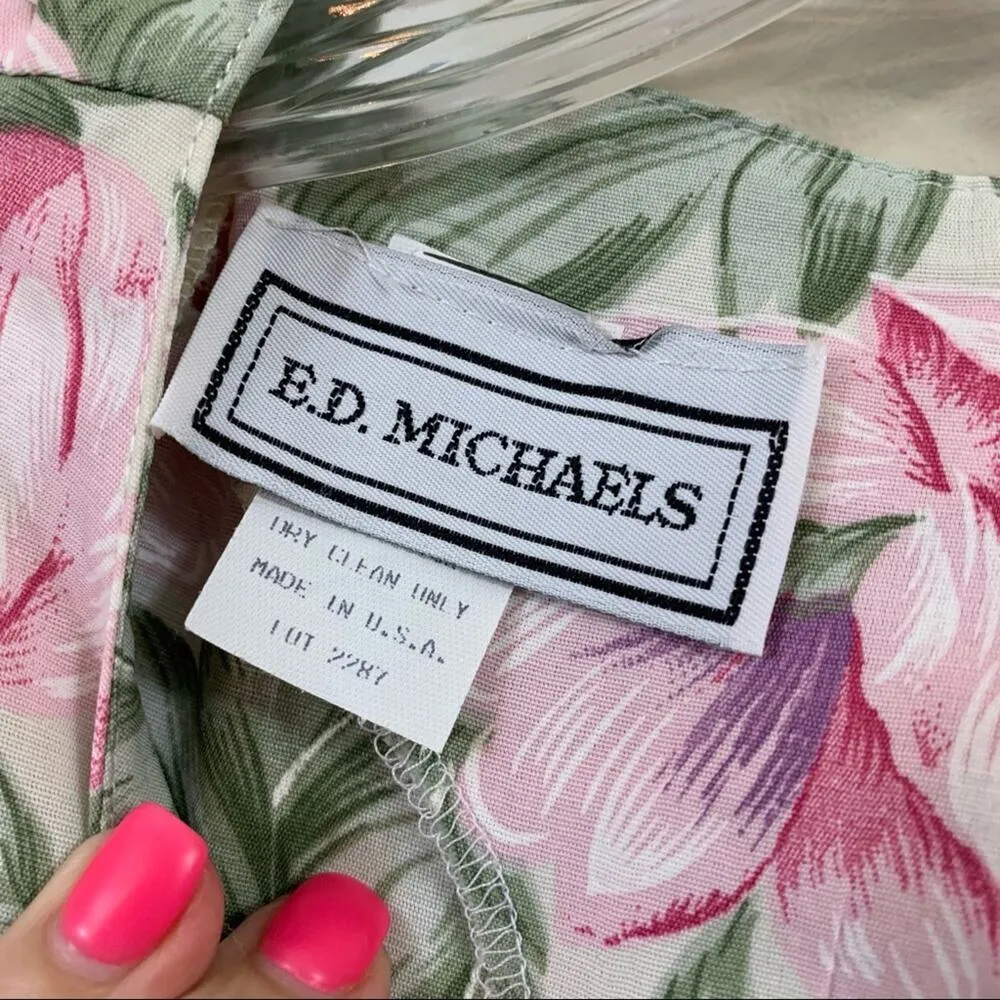 E.D. MICHAELS
DRY CLEAN ONLY
MADE IN U.S.A.
LOT 2287